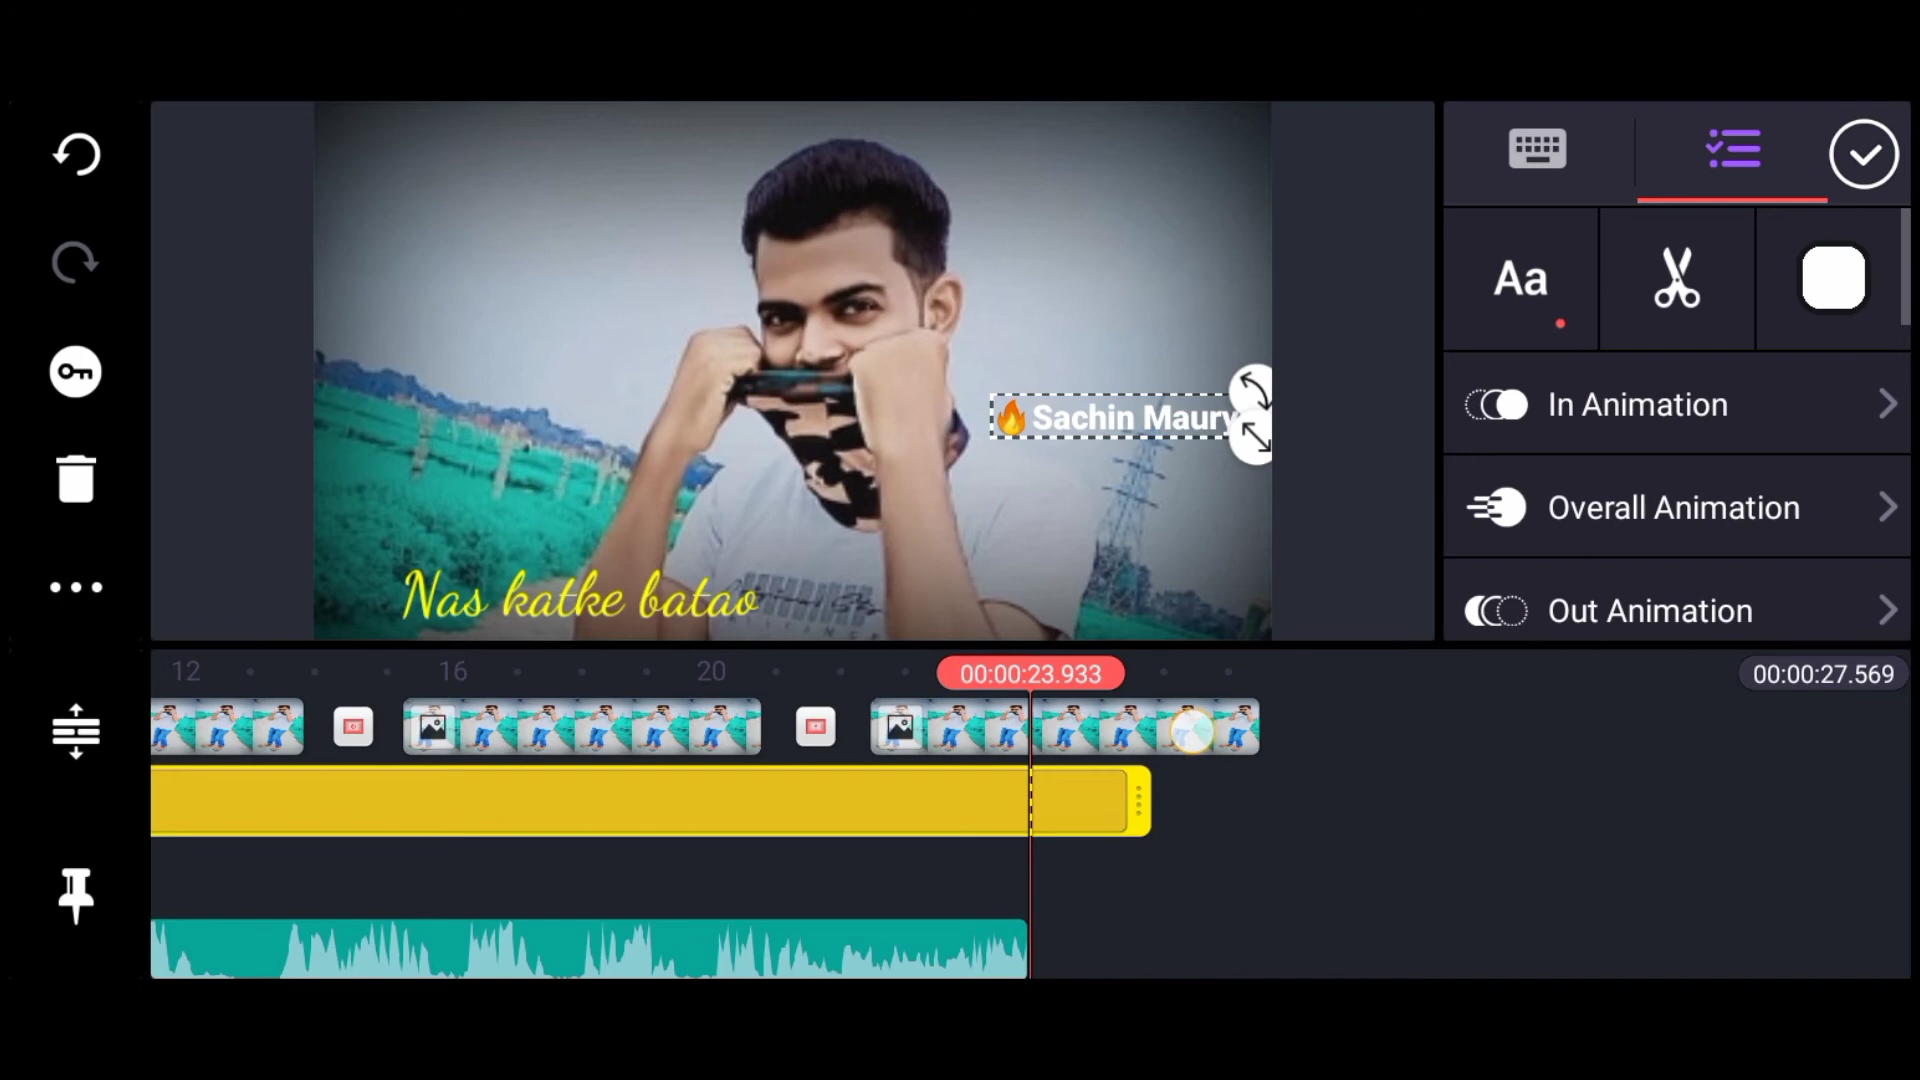 Aa
In Animation
🔥 Sachin Maury
Overall Animation
Nas katke batao
Out Animation
12
16
20
00:00:23.933
00:00:27.569